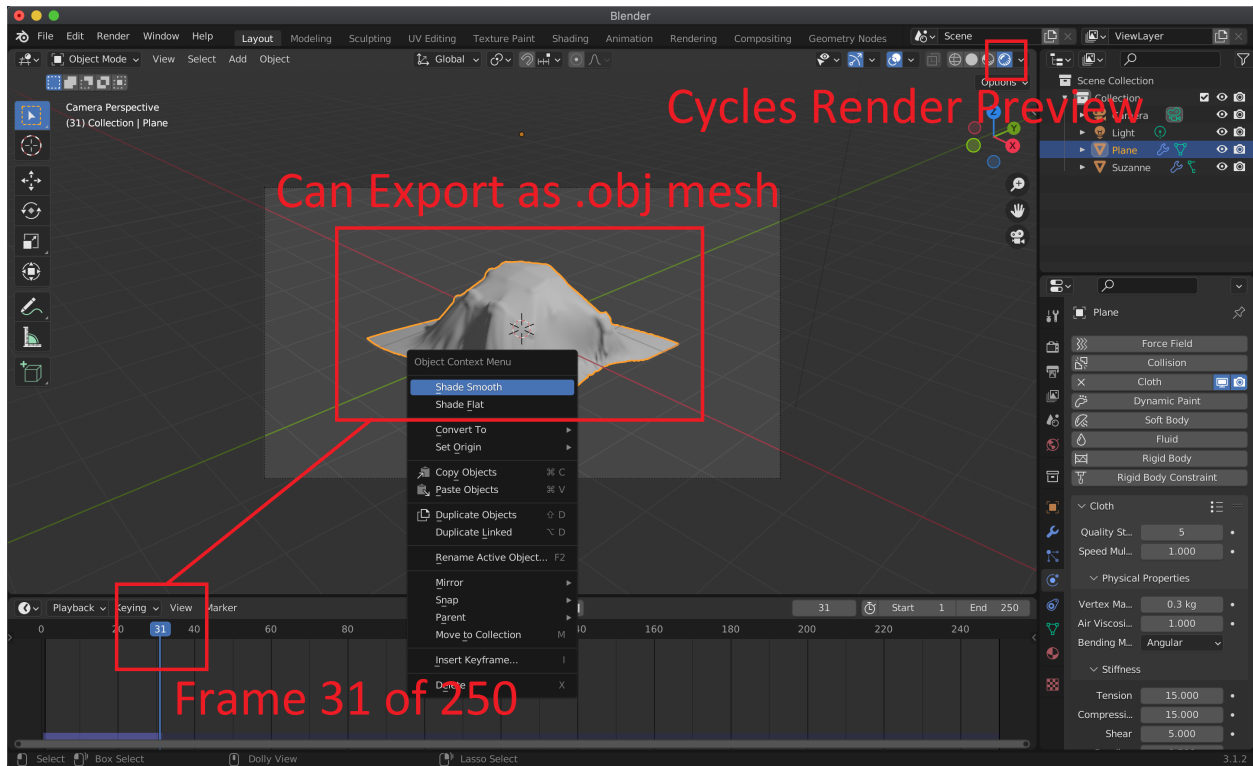 Blender
File Edit Render Window Help Layout Modeling Sculpting UV Editing Texture Paint Shading Animation Rendering Compositing Geometry Nodes Scene ViewLayer
Object Mode View Select Add Object Global
Options
Camera Perspective
(31) Collection | Plane
Cycles Render Preview
Can Export as .obj mesh
Z
Y
X
Scene Collection
Collection
Camera
Light
Plane
Suzanne
Object Context Menu
Shade Smooth
Shade Flat
Convert To
Set Origin
Copy Objects ⌘ C
Paste Objects ⌘ V
Duplicate Objects ⇧ D
Duplicate Linked ⌥ D
Rename Active Object... F2
Mirror
Snap
Parent
Move to Collection M
Insert Keyframe... I
Delete X
Plane
Force Field
Collision
Cloth
Dynamic Paint
Soft Body
Fluid
Rigid Body
Rigid Body Constraint
Cloth
Quality St... 5
Speed Mul... 1.000
Physical Properties
Vertex Ma... 0.3 kg
Air Viscosi... 1.000
Bending M... Angular
Stiffness
Tension 15.000
Compressi... 15.000
Shear 5.000
Playback Keying View Marker 31 Start 1 End 250
0 20 31 40 60 80 160 180 200 220 240
Frame 31 of 250
Select Box Select Dolly View Lasso Select 3.1.2